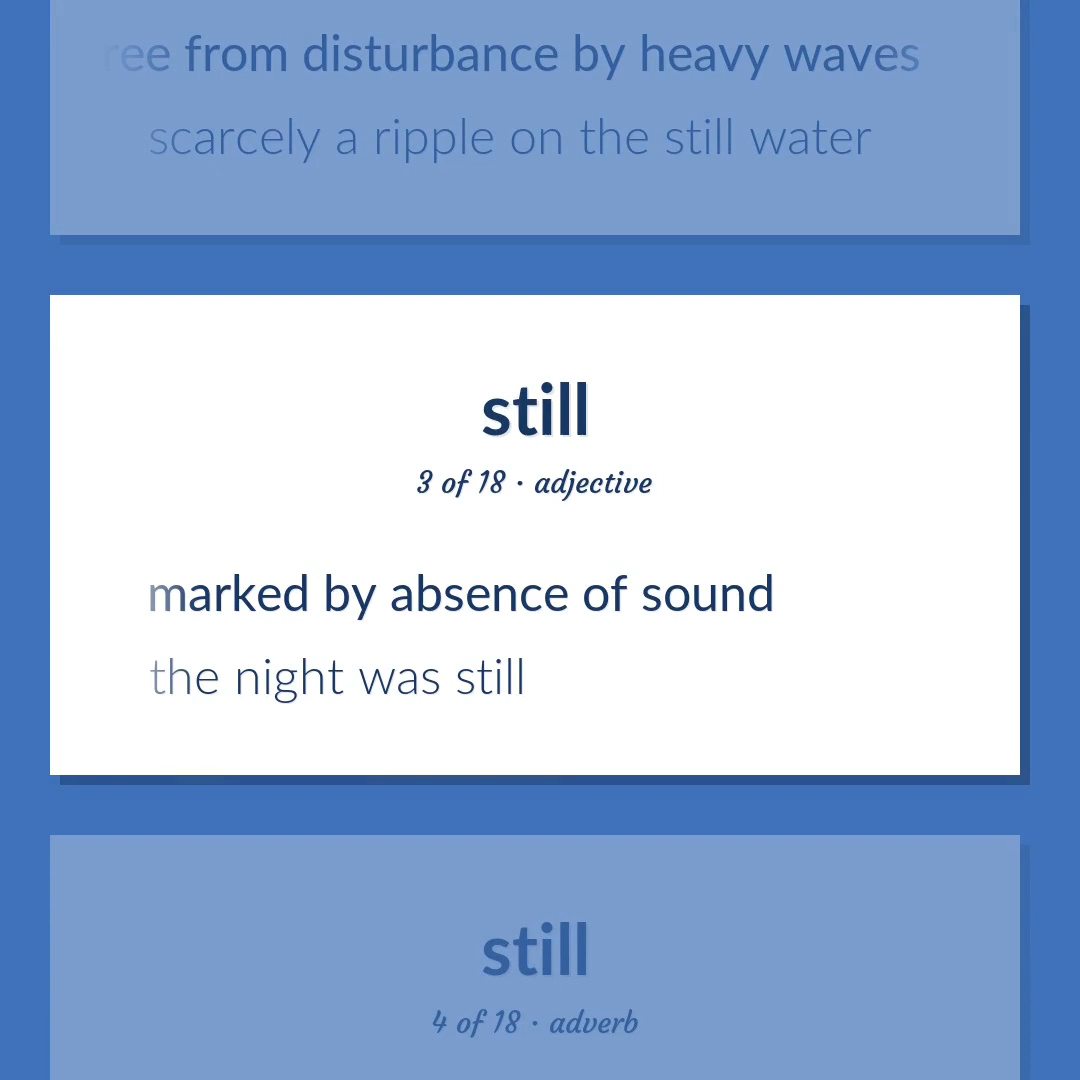 ree from disturbance by heavy waves
scarcely a ripple on the still water
still
3 of 18 · adjective
marked by absence of sound
the night was still
still
4 of 18 · adverb